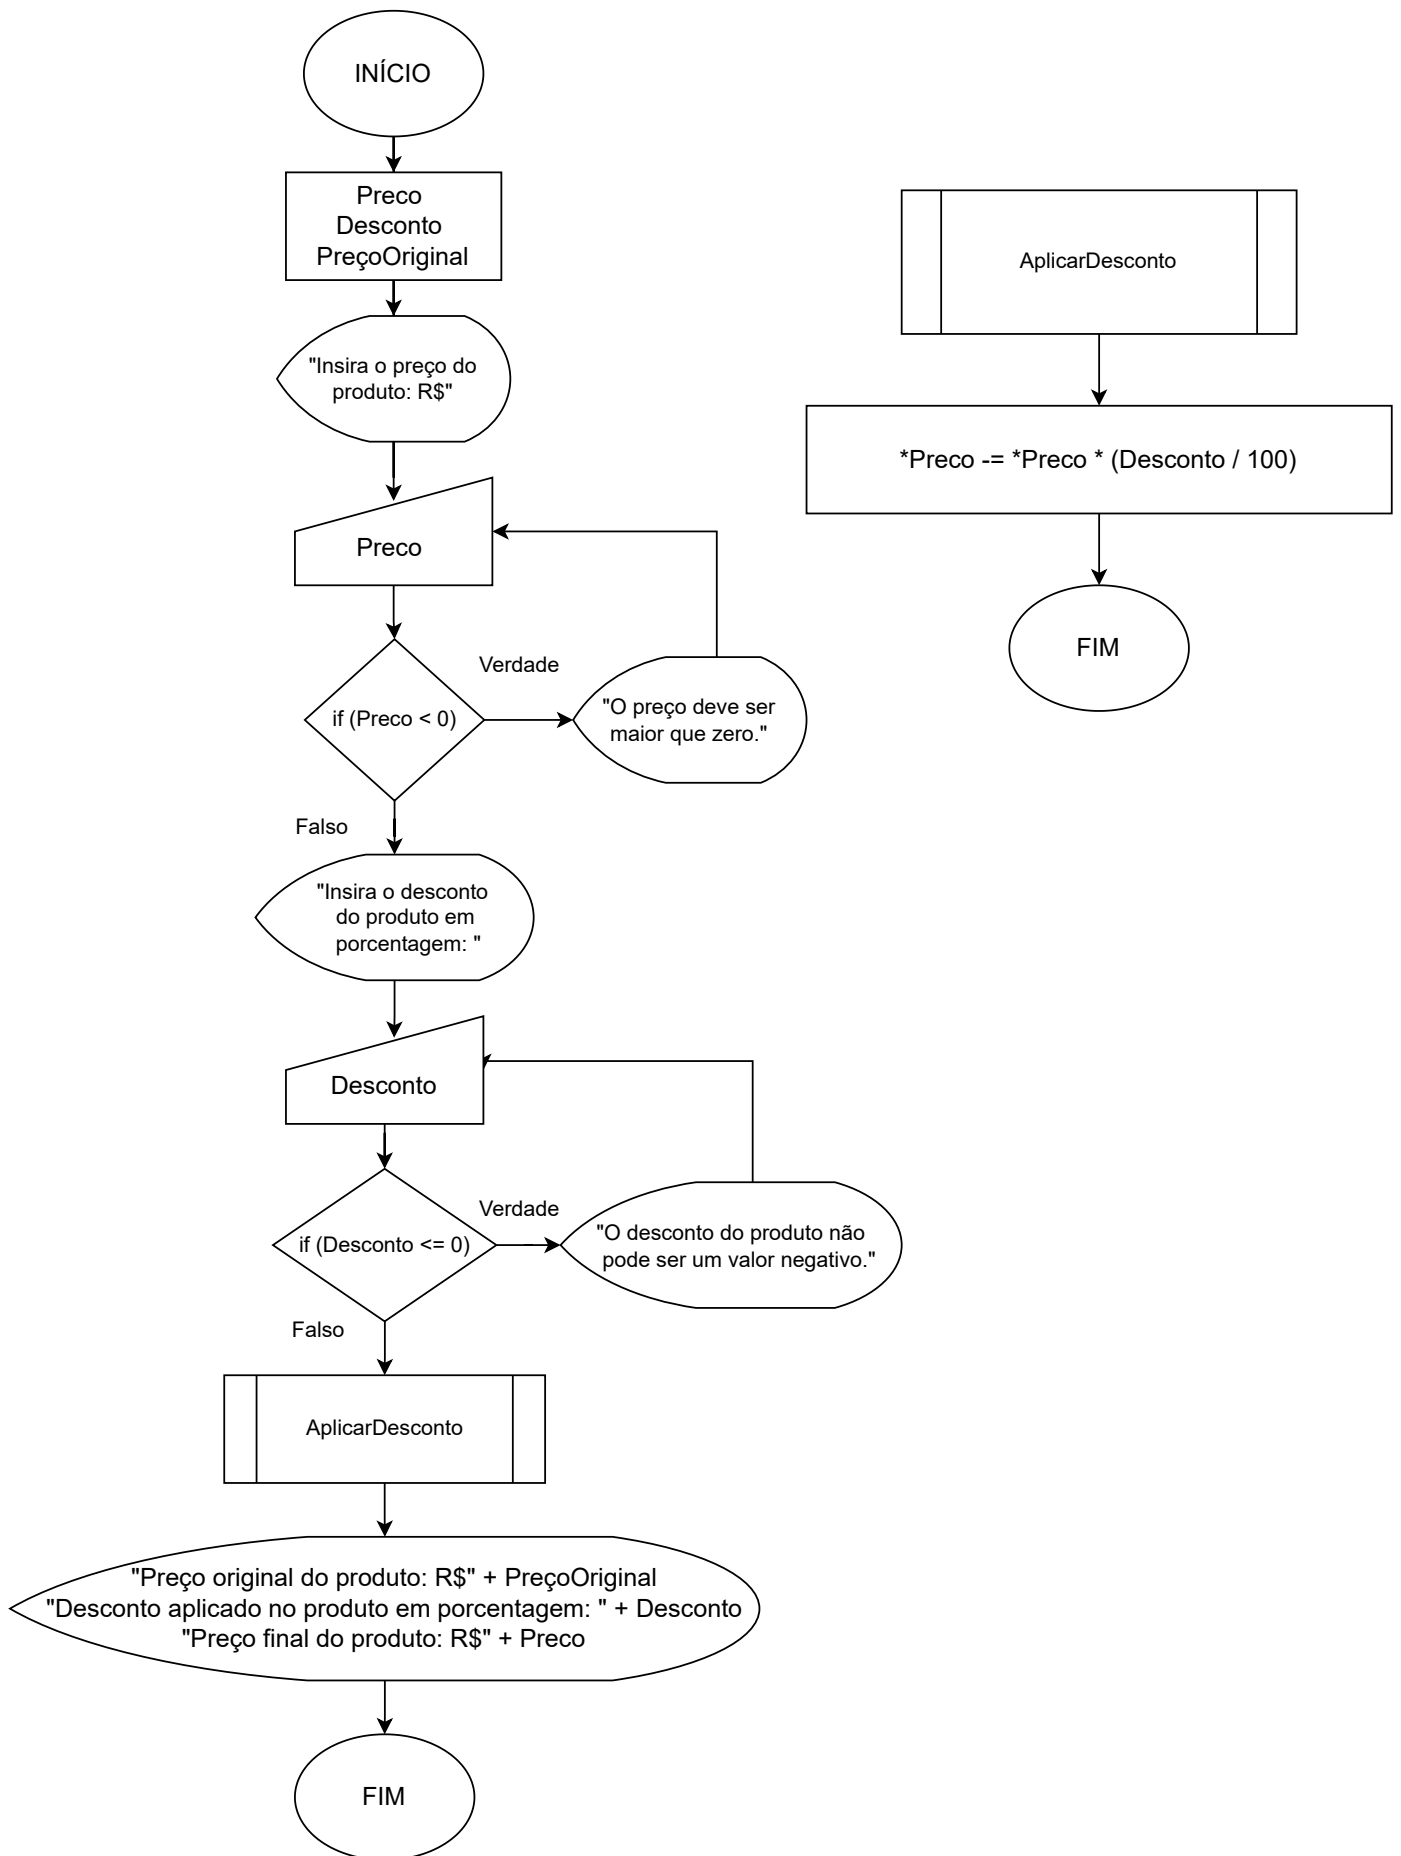 INÍCIO
Preco
Desconto
PreçoOriginal
"Insira o preço do
produto: R$"
Preco
if (Preco < 0)
Verdade
"O preço deve ser
maior que zero."
Falso
"Insira o desconto
do produto em
porcentagem: "
Desconto
if (Desconto <= 0)
Verdade
"O desconto do produto não
pode ser um valor negativo."
Falso
AplicarDesconto
"Preço original do produto: R$" + PreçoOriginal
"Desconto aplicado no produto em porcentagem: " + Desconto
"Preço final do produto: R$" + Preco
FIM
AplicarDesconto
*Preco -= *Preco * (Desconto / 100)
FIM